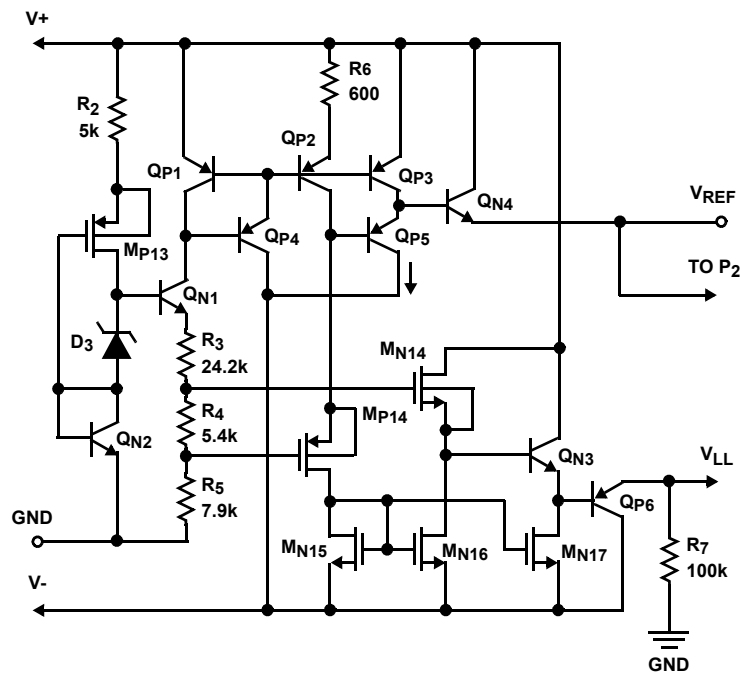 V+
R2
5k
R6
600
QP1
QP2
QP3
QN4
VREF
MP13
QP4
QP5
TO P2
QN1
D3
R3
24.2k
MN14
MP14
R4
5.4k
QN2
QN3
VLL
R5
7.9k
QP6
GND
MN15
MN16
MN17
R7
100k
V-
GND